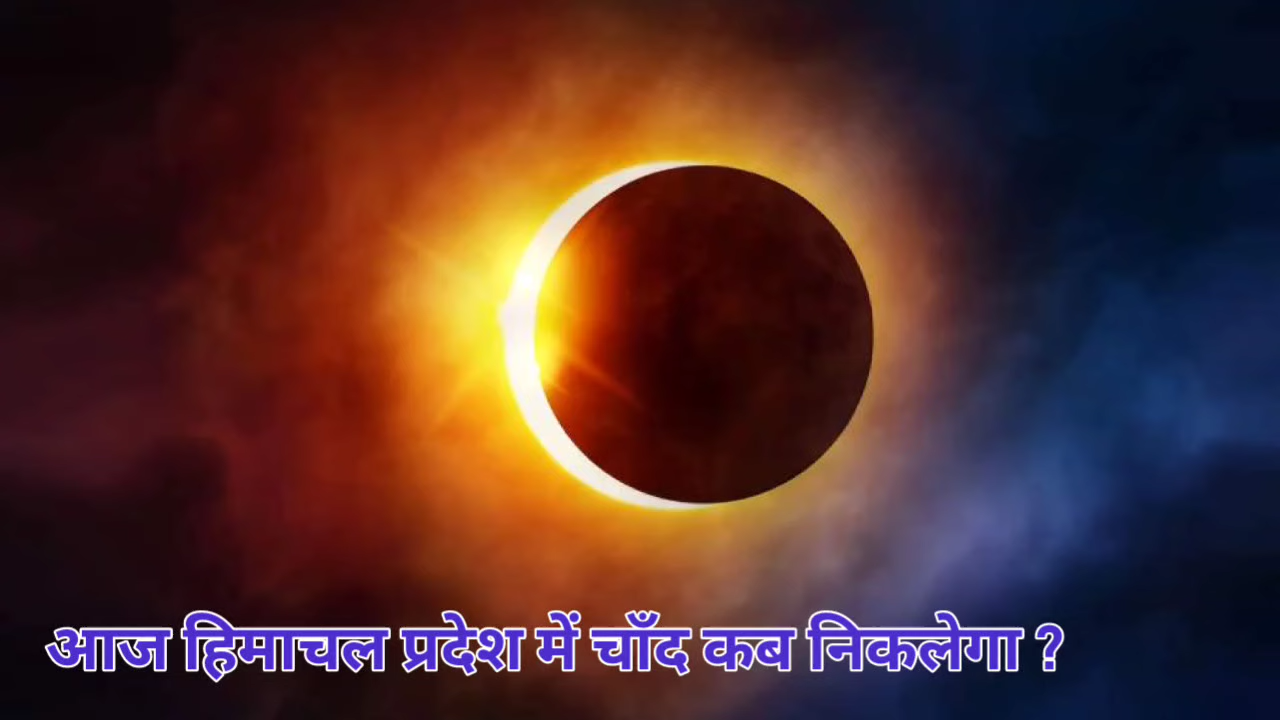 आज हिमाचल प्रदेश में चाँद कब निकलेगा ?